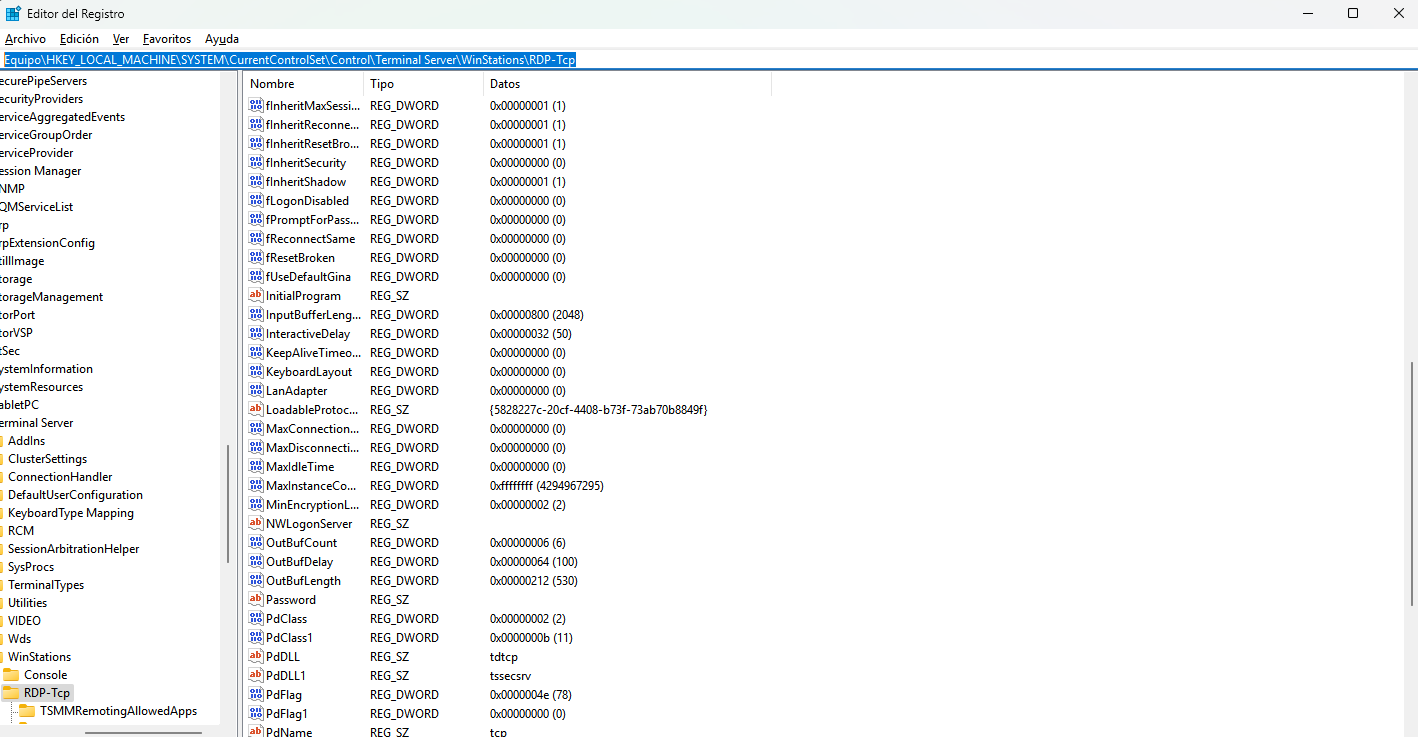 Editor del Registro
Archivo Edición Ver Favoritos Ayuda
Equipo\HKEY_LOCAL_MACHINE\SYSTEM\CurrentControlSet\Control\Terminal Server\WinStations\RDP-Tcp
ecurePipeServers
ecurityProviders
erviceAggregatedEvents
erviceGroupOrder
erviceProvider
ession Manager
NMP
QMServiceList
rp
rpExtensionConfig
tillImage
torage
torageManagement
torPort
torVSP
tSec
ystemInformation
ystemResources
abletPC
erminal Server
AddIns
ClusterSettings
ConnectionHandler
DefaultUserConfiguration
KeyboardType Mapping
RCM
SessionArbitrationHelper
SysProcs
TerminalTypes
Utilities
VIDEO
Wds
WinStations
Console
RDP-Tcp
TSMMRemotingAllowedApps
Nombre Tipo Datos
fInheritMaxSessi... REG_DWORD 0x00000001 (1)
fInheritReconne... REG_DWORD 0x00000001 (1)
fInheritResetBro... REG_DWORD 0x00000001 (1)
fInheritSecurity REG_DWORD 0x00000000 (0)
fInheritShadow REG_DWORD 0x00000001 (1)
fLogonDisabled REG_DWORD 0x00000000 (0)
fPromptForPass... REG_DWORD 0x00000000 (0)
fReconnectSame REG_DWORD 0x00000000 (0)
fResetBroken REG_DWORD 0x00000000 (0)
fUseDefaultGina REG_DWORD 0x00000000 (0)
InitialProgram REG_SZ
InputBufferLeng... REG_DWORD 0x00000800 (2048)
InteractiveDelay REG_DWORD 0x00000032 (50)
KeepAliveTimeo... REG_DWORD 0x00000000 (0)
KeyboardLayout REG_DWORD 0x00000000 (0)
LanAdapter REG_DWORD 0x00000000 (0)
LoadableProtoc... REG_SZ {5828227c-20cf-4408-b73f-73ab70b8849f}
MaxConnection... REG_DWORD 0x00000000 (0)
MaxDisconnecti... REG_DWORD 0x00000000 (0)
MaxIdleTime REG_DWORD 0x00000000 (0)
MaxInstanceCo... REG_DWORD 0xffffffff (4294967295)
MinEncryptionL... REG_DWORD 0x00000002 (2)
NWLogonServer REG_SZ
OutBufCount REG_DWORD 0x00000006 (6)
OutBufDelay REG_DWORD 0x00000064 (100)
OutBufLength REG_DWORD 0x00000212 (530)
Password REG_SZ
PdClass REG_DWORD 0x00000002 (2)
PdClass1 REG_DWORD 0x0000000b (11)
PdDLL REG_SZ tdtcp
PdDLL1 REG_SZ tssecsrv
PdFlag REG_DWORD 0x0000004e (78)
PdFlag1 REG_DWORD 0x00000000 (0)
PdName REG_SZ tcp